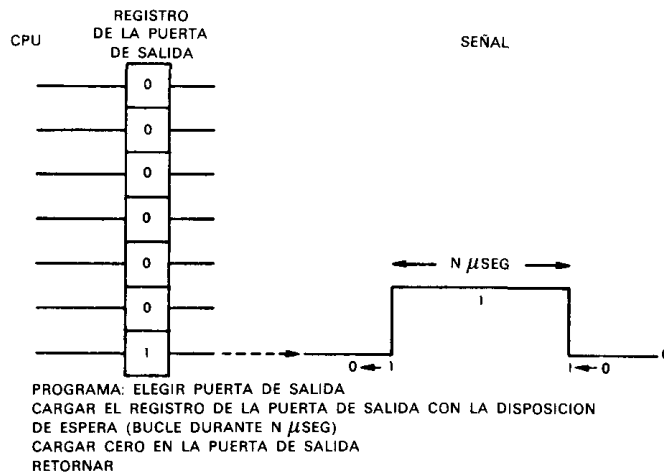 CPU
REGISTRO
DE LA PUERTA
DE SALIDA
SEÑAL
0
0
0
0
0
0
1
N µSEG
1
0 1
1 0
0
PROGRAMA: ELEGIR PUERTA DE SALIDA
CARGAR EL REGISTRO DE LA PUERTA DE SALIDA CON LA DISPOSICION
DE ESPERA (BUCLE DURANTE N µSEG)
CARGAR CERO EN LA PUERTA DE SALIDA
RETORNAR